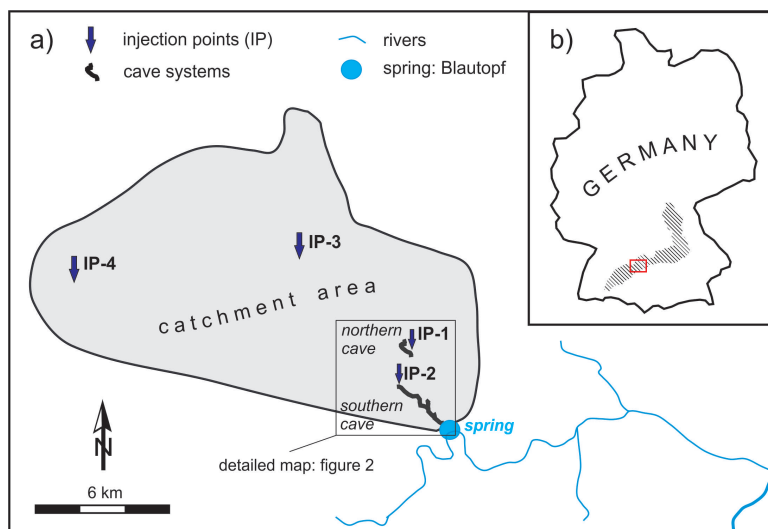 a)
injection points (IP)
cave systems
rivers
spring: Blautopf
b)
GERMANY
IP-3
IP-4
catchment area
northern
cave
IP-1
IP-2
southern
cave
spring
N
detailed map: figure 2
6 km